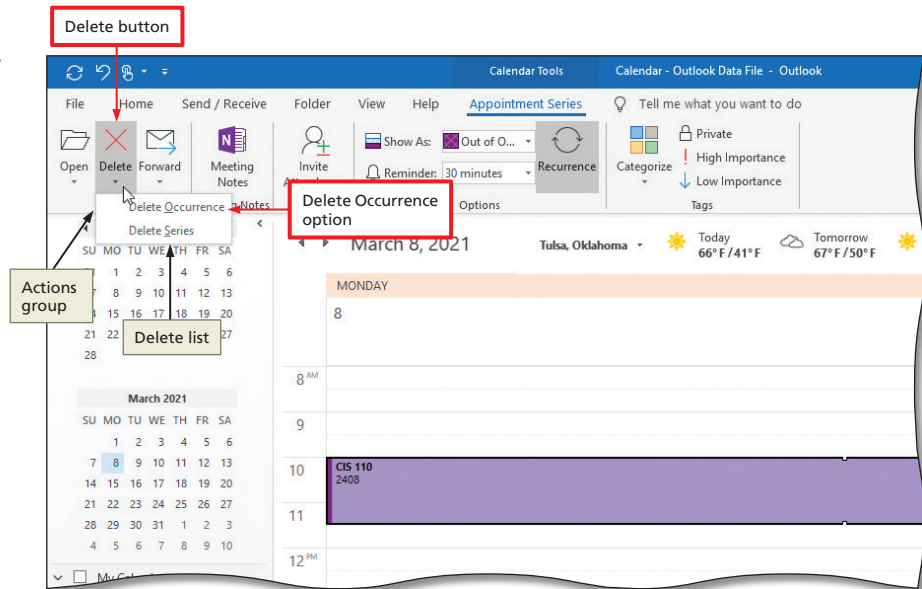 Delete button
Calendar Tools
Calendar - Outlook Data File - Outlook
File Home Send / Receive Folder View Help Appointment Series Tell me what you want to do
Open Delete Forward
Meeting
Notes
Invite
Show As: Out of O...
Reminder: 30 minutes
Recurrence
Categorize
Private
High Importance
Low Importance
Notes
Options
Tags
Delete Occurrence
Delete Series
Delete Occurrence
option
Actions
group
Delete list
SU MO TU WE TH FR SA
1 2 3 4 5 6
8 9 10 11 12 13
15 16 17 18 19 20
21 22 27
28
March 2021
SU MO TU WE TH FR SA
1 2 3 4 5 6
7 8 9 10 11 12 13
14 15 16 17 18 19 20
21 22 23 24 25 26 27
28 29 30 31 1 2 3
4 5 6 7 8 9 10
March 8, 2021
Tulsa, Oklahoma
Today
66° F / 41° F
Tomorrow
67° F / 50° F
MONDAY
8
8 AM
9
10
CIS 110
2408
11
12 PM